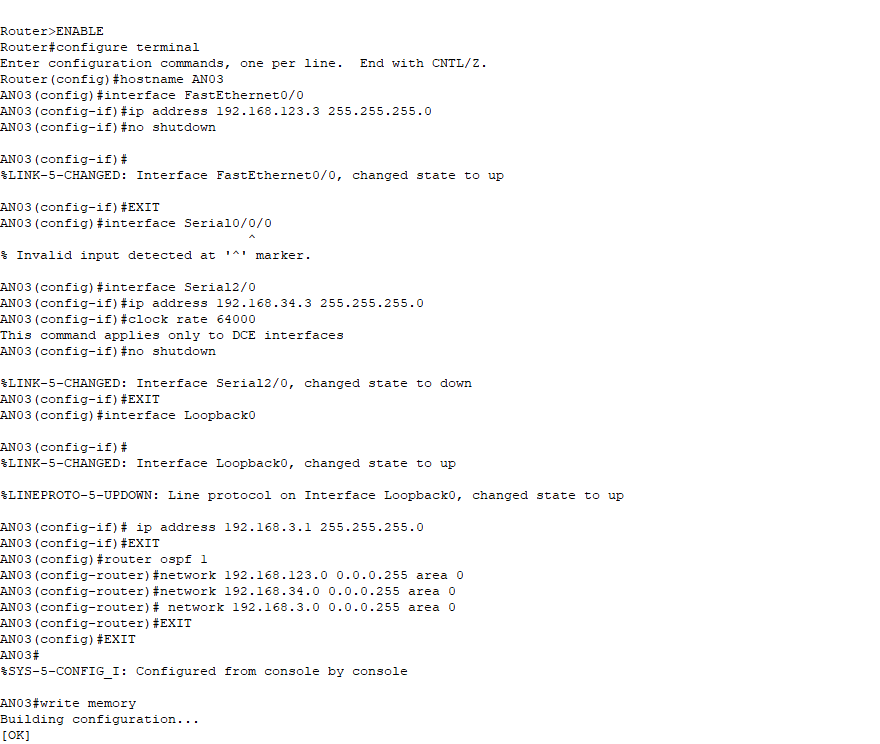 Router>ENABLE
Router#configure terminal
Enter configuration commands, one per line.  End with CNTL/Z.
Router(config)#hostname AN03
AN03(config)#interface FastEthernet0/0
AN03(config-if)#ip address 192.168.123.3 255.255.255.0
AN03(config-if)#no shutdown
AN03(config-if)#
%LINK-5-CHANGED: Interface FastEthernet0/0, changed state to up
AN03(config-if)#EXIT
AN03(config)#interface Serial0/0/0
^
% Invalid input detected at '^' marker.
AN03(config)#interface Serial2/0
AN03(config-if)#ip address 192.168.34.3 255.255.255.0
AN03(config-if)#clock rate 64000
This command applies only to DCE interfaces
AN03(config-if)#no shutdown
%LINK-5-CHANGED: Interface Serial2/0, changed state to down
AN03(config-if)#EXIT
AN03(config)#interface Loopback0
AN03(config-if)#
%LINK-5-CHANGED: Interface Loopback0, changed state to up
%LINEPROTO-5-UPDOWN: Line protocol on Interface Loopback0, changed state to up
AN03(config-if)# ip address 192.168.3.1 255.255.255.0
AN03(config-if)#EXIT
AN03(config)#router ospf 1
AN03(config-router)#network 192.168.123.0 0.0.0.255 area 0
AN03(config-router)#network 192.168.34.0 0.0.0.255 area 0
AN03(config-router)# network 192.168.3.0 0.0.0.255 area 0
AN03(config-router)#EXIT
AN03(config)#EXIT
AN03#
%SYS-5-CONFIG_I: Configured from console by console
AN03#write memory
Building configuration...
[OK]